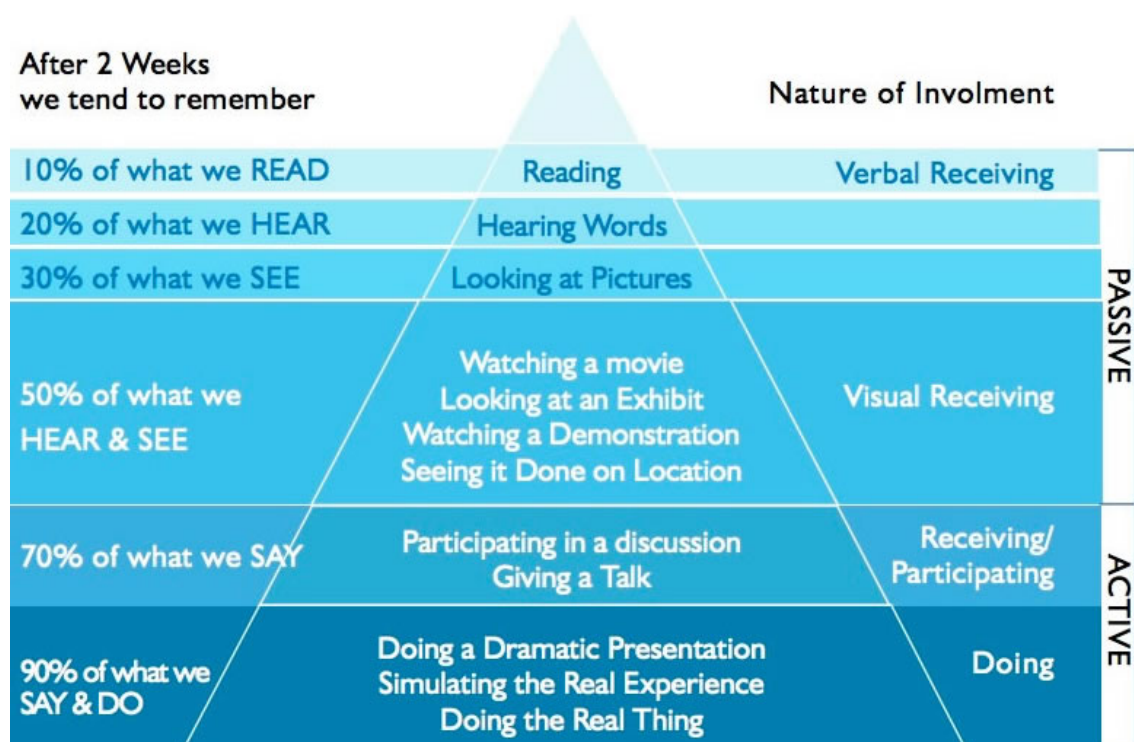 After 2 Weeks
we tend to remember
Nature of Involment
10% of what we READ
Reading
Verbal Receiving
20% of what we HEAR
Hearing Words
30% of what we SEE
Looking at Pictures
50% of what we
HEAR & SEE
Watching a movie
Looking at an Exhibit
Watching a Demonstration
Seeing it Done on Location
Visual Receiving
PASSIVE
70% of what we SAY
Participating in a discussion
Giving a Talk
Receiving/
Participating
90% of what we
SAY & DO
Doing a Dramatic Presentation
Simulating the Real Experience
Doing the Real Thing
Doing
ACTIVE